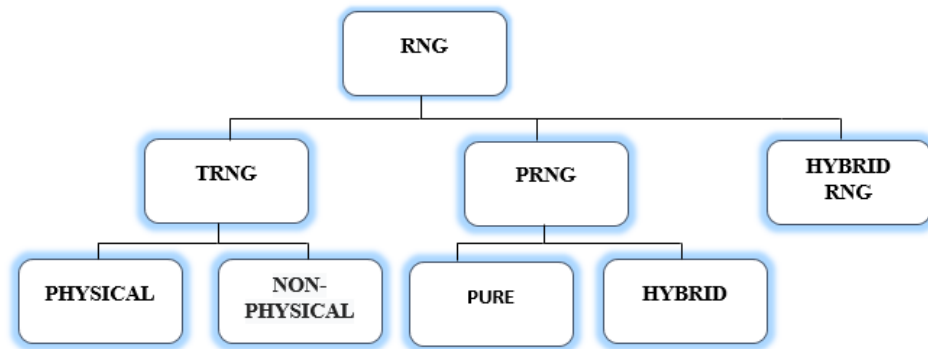 RNG
TRNG
PRNG
HYBRID
RNG
PHYSICAL
NON-
PHYSICAL
PURE
HYBRID